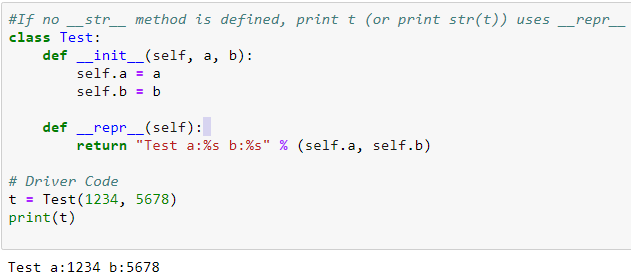 #If no __str__ method is defined, print t (or print str(t)) uses __repr__
class Test:
    def __init__(self, a, b):
        self.a = a
        self.b = b

    def __repr__(self):
        return "Test a:%s b:%s" % (self.a, self.b)

# Driver Code
t = Test(1234, 5678)
print(t)

Test a:1234 b:5678